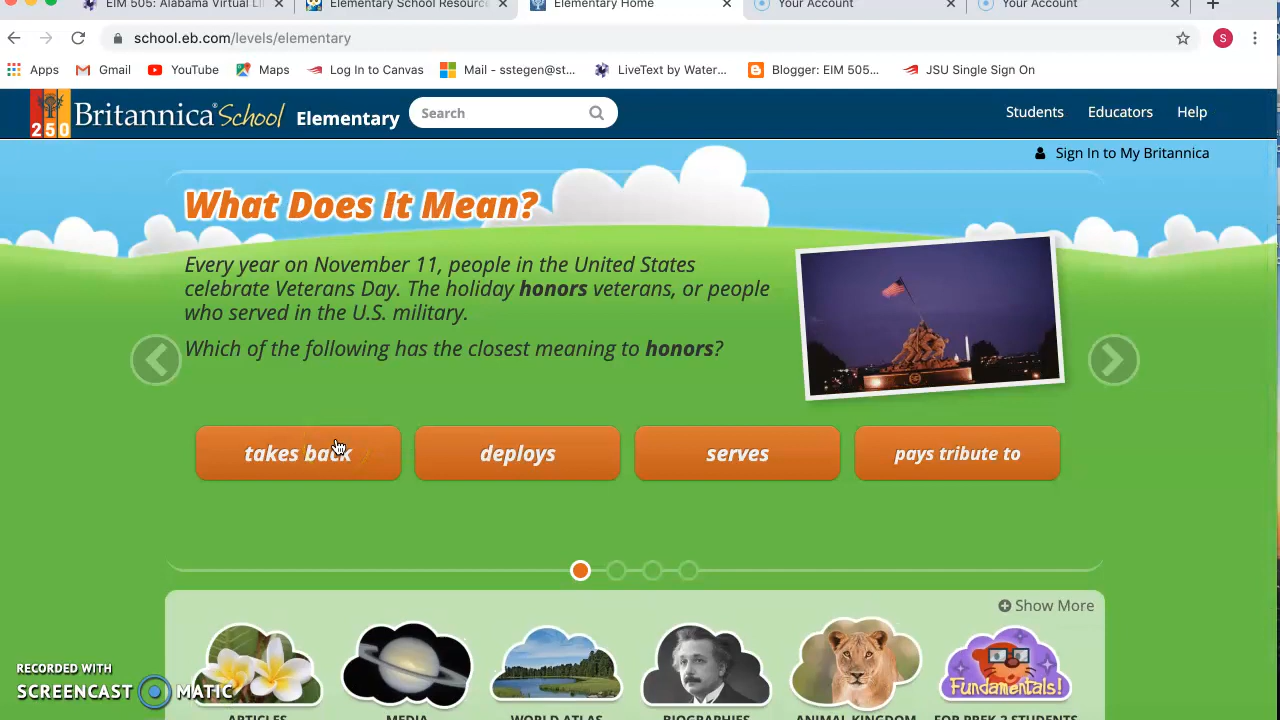 EIM 505: Alabama Virtual Li
Elementary School Resourc
Elementary Home
Your Account
Your Account
school.eb.com/levels/elementary
S
Apps
Gmail
YouTube
Maps
Log In to Canvas
Mail - sstegen@st...
LiveText by Water...
Blogger: EIM 505...
JSU Single Sign On
250
Britannica® School Elementary
Search
Students
Educators
Help
Sign In to My Britannica
What Does It Mean?
Every year on November 11, people in the United States
celebrate Veterans Day. The holiday honors veterans, or people
who served in the U.S. military.
Which of the following has the closest meaning to honors?
takes back
deploys
serves
pays tribute to
Show More
Fundamentals!
ARTICLES
MEDIA
WORLD ATLAS
BIOGRAPHIES
ANIMAL KINGDOM
FOR PREK-2 STUDENTS
RECORDED WITH
SCREENCAST MATIC